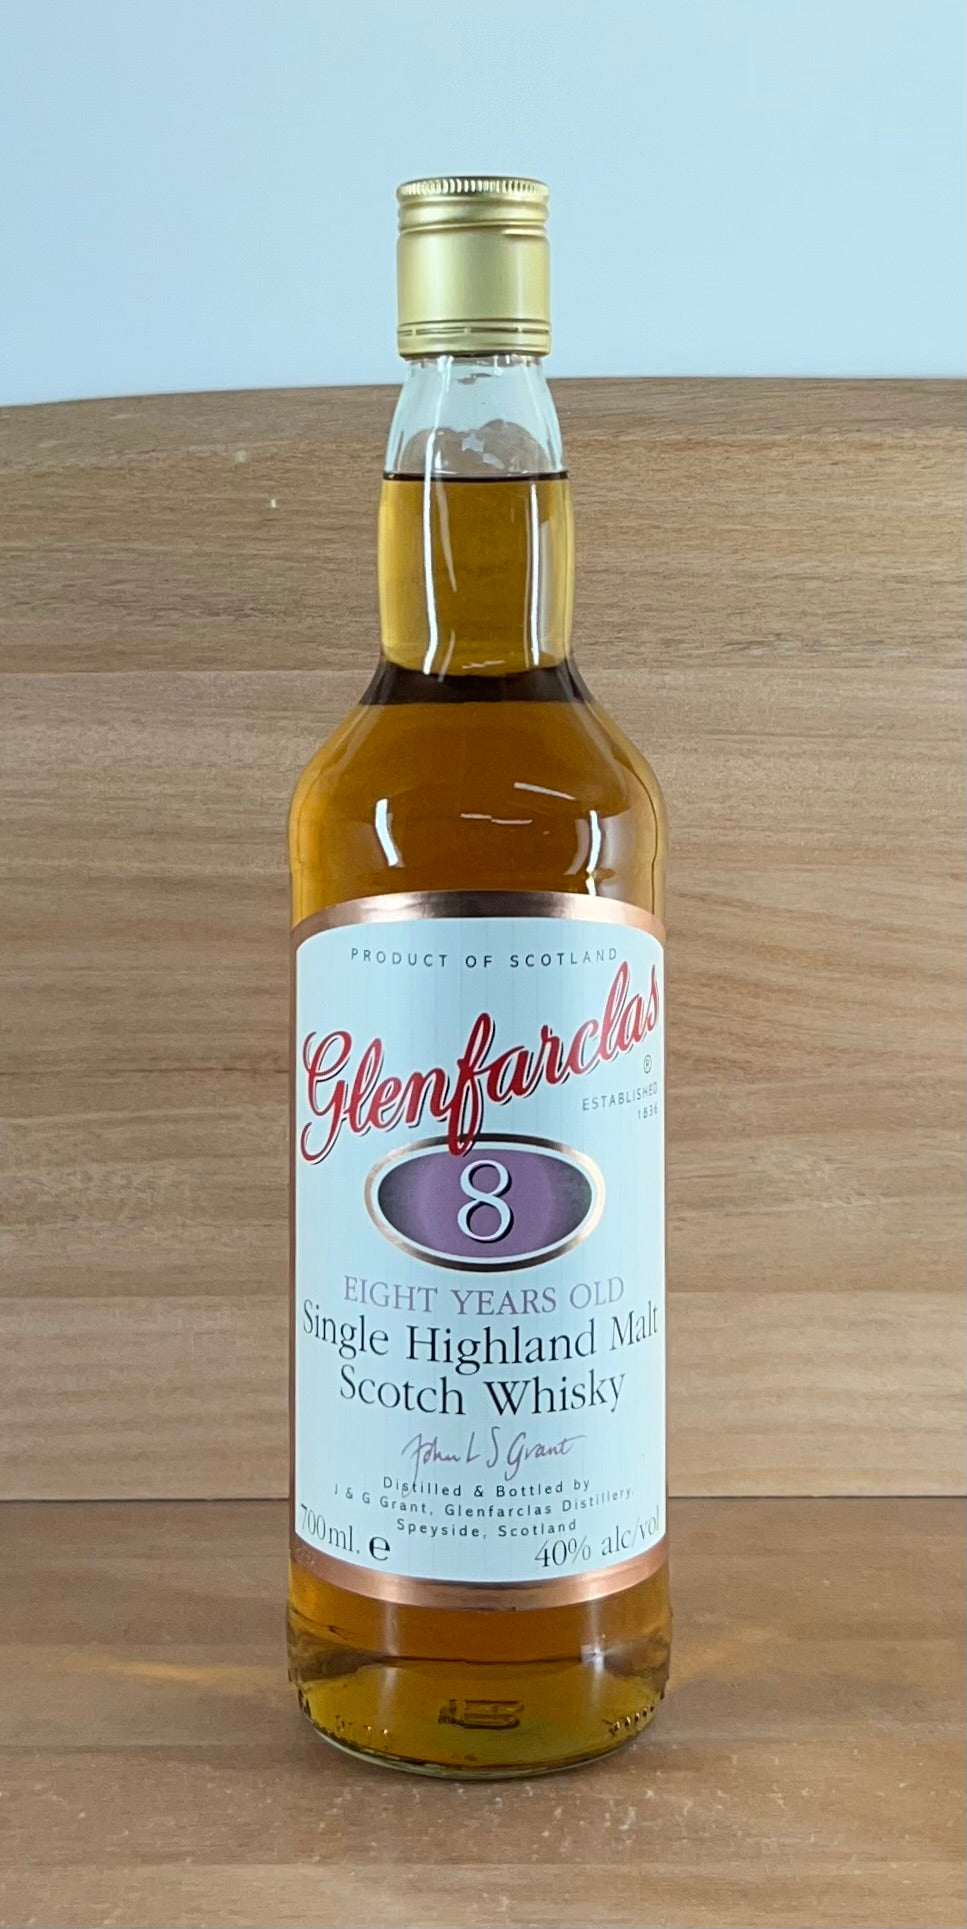 PRODUCT OF SCOTLAND
Glenfarclas
®
ESTABLISHED
1836
8
EIGHT YEARS OLD
Single Highland Malt
Scotch Whisky
John L S Grant
Distilled & Bottled by
J & G Grant, Glenfarclas Distillery,
Speyside, Scotland
700ml. e
40% alc/vol